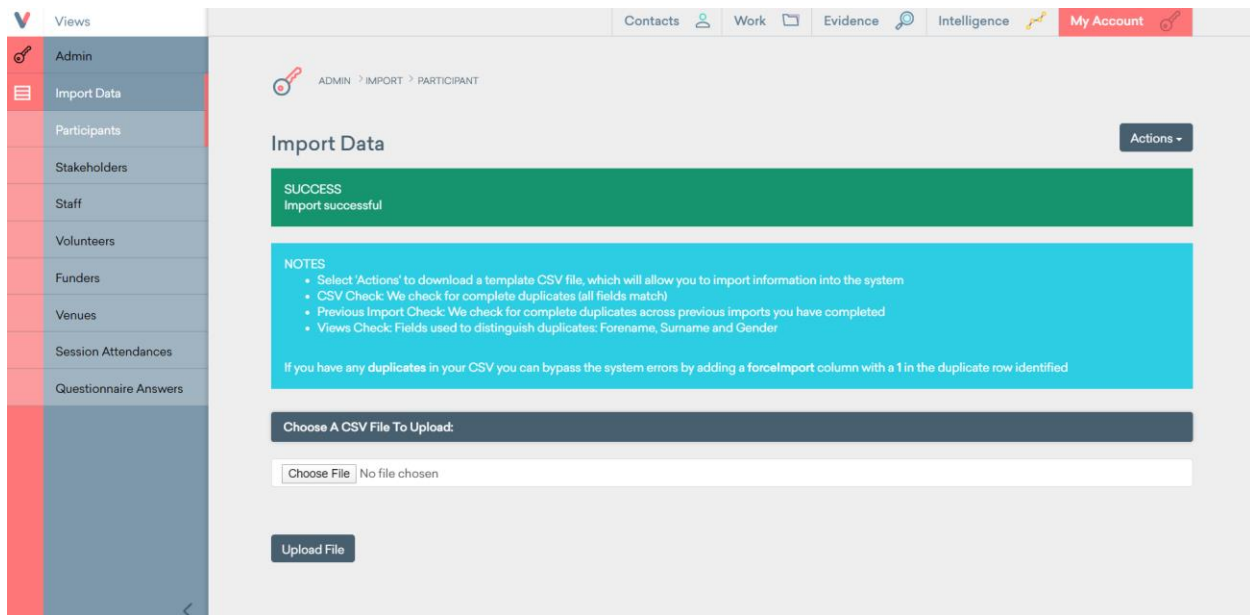 Views
Contacts
Work
Evidence
Intelligence
My Account
Admin
Import Data
Participants
Stakeholders
Staff
Volunteers
Funders
Venues
Session Attendances
Questionnaire Answers
ADMIN > IMPORT > PARTICIPANT
Import Data
Actions
SUCCESS
Import successful
NOTES
• Select 'Actions' to download a template CSV file, which will allow you to import information into the system
• CSV Check: We check for complete duplicates (all fields match)
• Previous Import Check: We check for complete duplicates across previous imports you have completed
• Views Check: Fields used to distinguish duplicates: Forename, Surname and Gender
If you have any duplicates in your CSV you can bypass the system errors by adding a forceImport column with a 1 in the duplicate row identified
Choose A CSV File To Upload:
Choose File No file chosen
Upload File